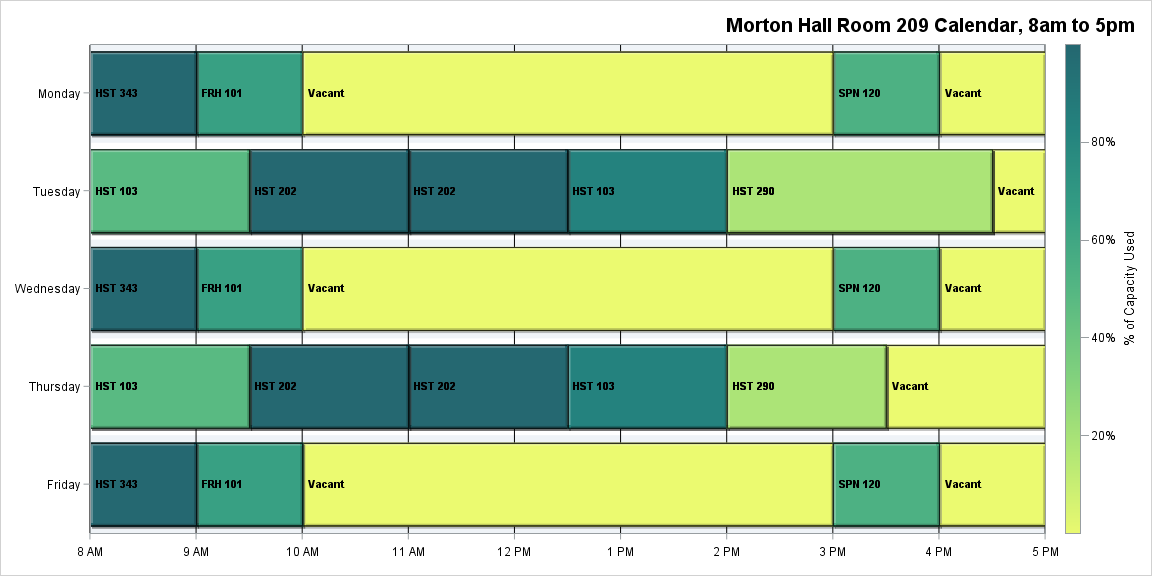 Morton Hall Room 209 Calendar, 8am to 5pm
Monday
HST 343
FRH 101
Vacant
SPN 120
Vacant
Tuesday
HST 103
HST 202
HST 202
HST 103
HST 290
Vacant
Wednesday
HST 343
FRH 101
Vacant
SPN 120
Vacant
Thursday
HST 103
HST 202
HST 202
HST 103
HST 290
Vacant
Friday
HST 343
FRH 101
Vacant
SPN 120
Vacant
8 AM
9 AM
10 AM
11 AM
12 PM
1 PM
2 PM
3 PM
4 PM
5 PM
80%
60%
40%
20%
% of Capacity Used